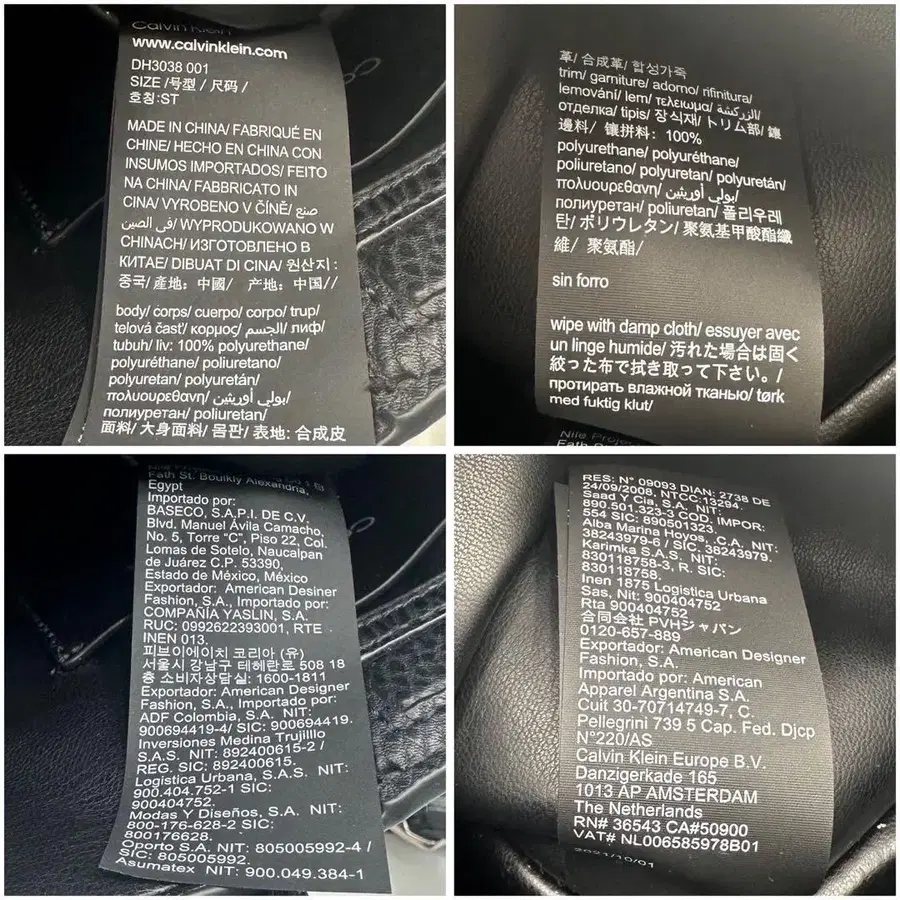 Calvin Klein
www.calvinklein.com
DH3038 001
SIZE /号型 / 尺码 /
호칭:ST
MADE IN CHINA/ FABRIQUÉ EN
CHINE/ HECHO EN CHINA CON
INSUMOS IMPORTADOS/ FEITO
NA CHINA/ FABBRICATO IN
CINA/ VYROBENO V ČÍNĚ/ صنع
في الصين/ WYPRODUKOWANO W
CHINACH/ ИЗГОТОВЛЕНО В
КИТАЕ/ DIBUAT DI CINA/ 원산지 :
중국/ 產地: 中國/ 产地: 中国//
body/ corps/ cuerpo/ corpo/ trup/
telová časť/ κορμος/ الجسم/ лиф/
tubuh/ liv: 100% polyurethane/
polyuréthane/ poliuretano/
polyuretan/ polyuretán/
πολυουρεθανη/ بولي أوريثين/
полиуретан/ poliuretan/
面料/ 大身面料/ 몸판/ 表地: 合成皮
革/ 合成革/ 합성가죽
trim/ garniture/ adorno/ rifinitura/
lemování/ lem/ τελειωμα/ الزركشة/
отделка/ tipis/ 장식재/ トリム部/ 鑲
邊料/ 镶拼料: 100%
polyurethane/ polyuréthane/
poliuretano/ polyuretan/ polyuretán/
πολυουρεθανη/ بولي أوريثين/
полиуретан/ poliuretan/ 폴리우레
탄/ ポリウレタン/ 聚氨基甲酸酯纖
維/ 聚氨酯/
sin forro
wipe with damp cloth/ essuyer avec
un linge humide/ 汚れた場合は固く
絞った布で拭き取って下さい。/
протирать влажной тканью/ tørk
med fuktig klut/
Nile Projec
Fath St. Boulkly Alexandria,
Egypt
Importado por:
BASECO, S.A.P.I. DE C.V.
Blvd. Manuel Ávila Camacho,
No. 5, Torre "C", Piso 22, Col.
Lomas de Sotelo, Naucalpan
de Juárez C.P. 53390,
Estado de México, México
Exportador: American Desiner
Fashion, S.A., Importado por:
COMPAÑIA YASLIN, S.A.
RUC: 0992622393001, RTE
INEN 013.
피브이에이치 코리아 (유)
서울시 강남구 테헤란로 508 18
층 소비자상담실: 1600-1811
Exportador: American Designer
Fashion, S.A., Importado por:
ADF Colombia, S.A. NIT:
900694419-4/ SIC: 900694419.
Inversiones Medina Trujillo
S.A.S. NIT: 892400615-2 /
REG. SIC: 892400615.
Logistica Urbana, S.A.S. NIT:
900.404.752-1 SIC:
900404752.
Modas Y Diseños, S.A. NIT:
800-176-628-2 SIC:
800176628.
Oporto S.A. NIT: 805005992-4 /
SIC: 805005992.
Asumatex NIT: 900.049.384-1
RES: N° 09093 DIAN: 2738 DE
24/09/2008, NTCC:13294.
Saad Y Cia, S.A. NIT:
890.501.323-3 COD. IMPOR:
554 SIC: 890501323.
Alba Marina Hoyos, C.A. NIT:
38243979-6 / SIC: 38243979.
Karimka S.A.S. NIT:
830118758-3, R. SIC:
830118758.
Inen 1875 Logistica Urbana
Sas, Nit: 900404752
Rta 900404752
合同会社 PVHジャパン
0120-657-889
Exportador: American Designer
Fashion, S.A.
Importado por: American
Apparel Argentina S.A.
Cuit 30-70714749-7, C.
Pellegrini 739 5 Cap. Fed. Djcp
N°220/AS
Calvin Klein Europe B.V.
Danzigerkade 165
1013 AP AMSTERDAM
The Netherlands
RN# 36543 CA#50900
VAT# NL006585978B01
2021/10/01